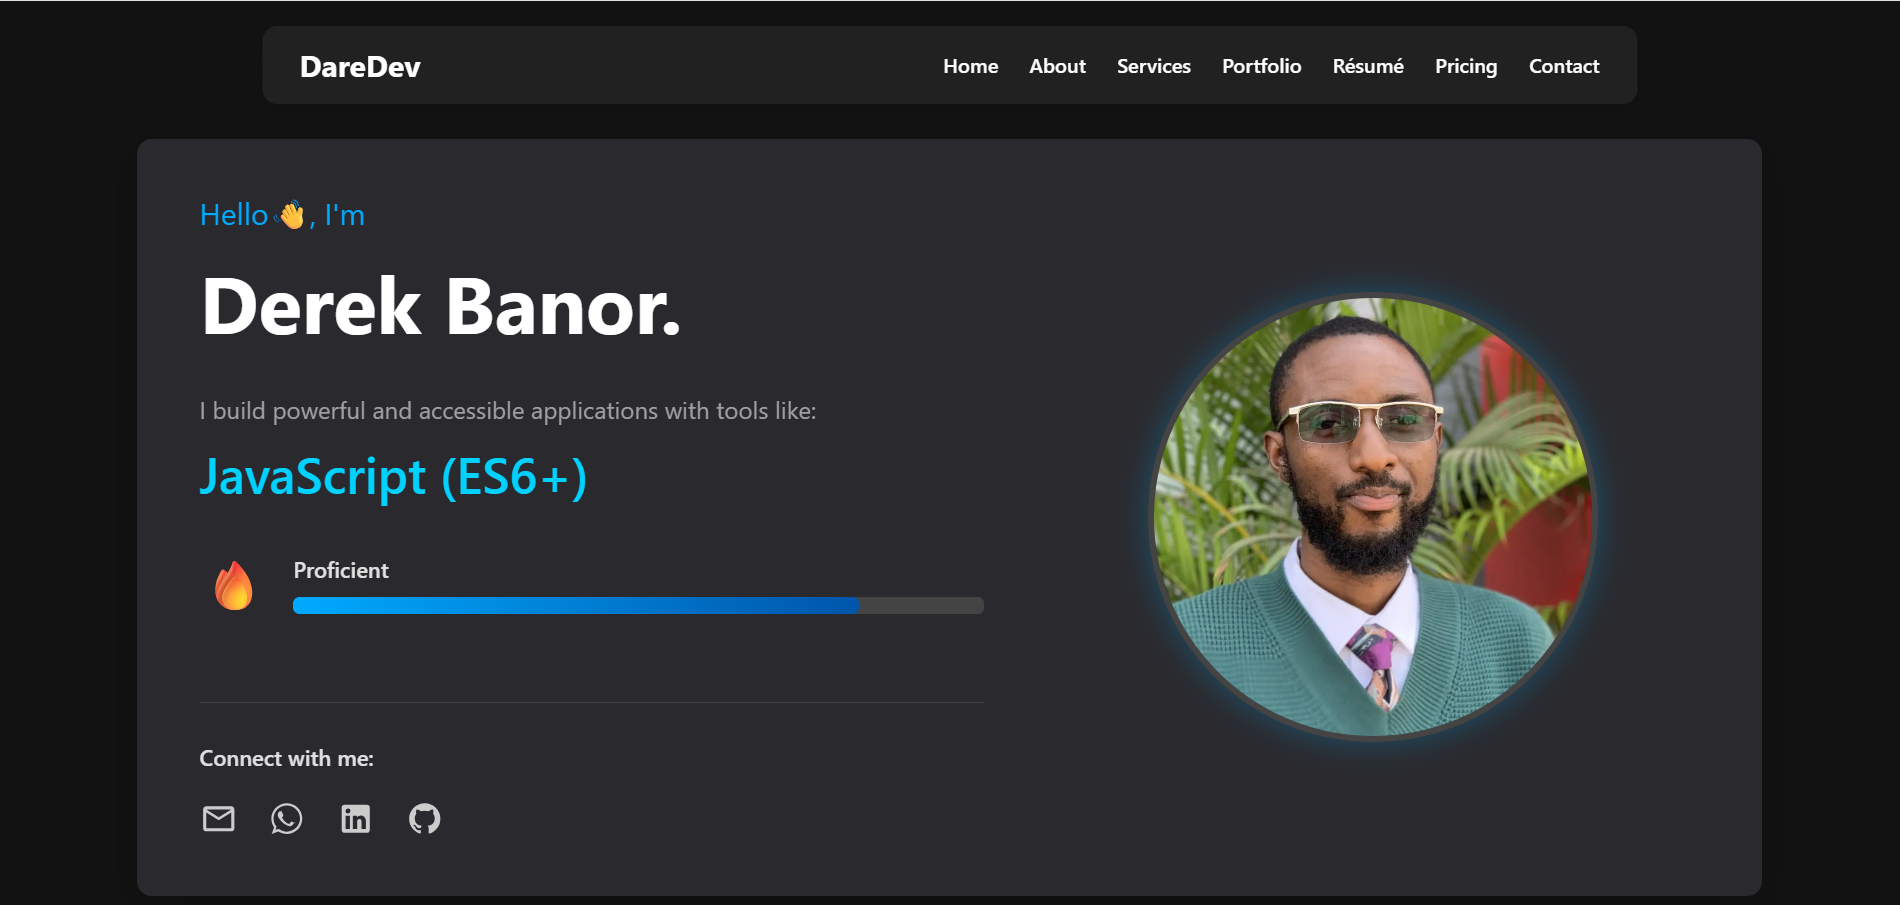 DareDev
Home About Services Portfolio Résumé Pricing Contact
Hello 👋, I'm
Derek Banor.
I build powerful and accessible applications with tools like:
JavaScript (ES6+)
Proficient
Connect with me:
in